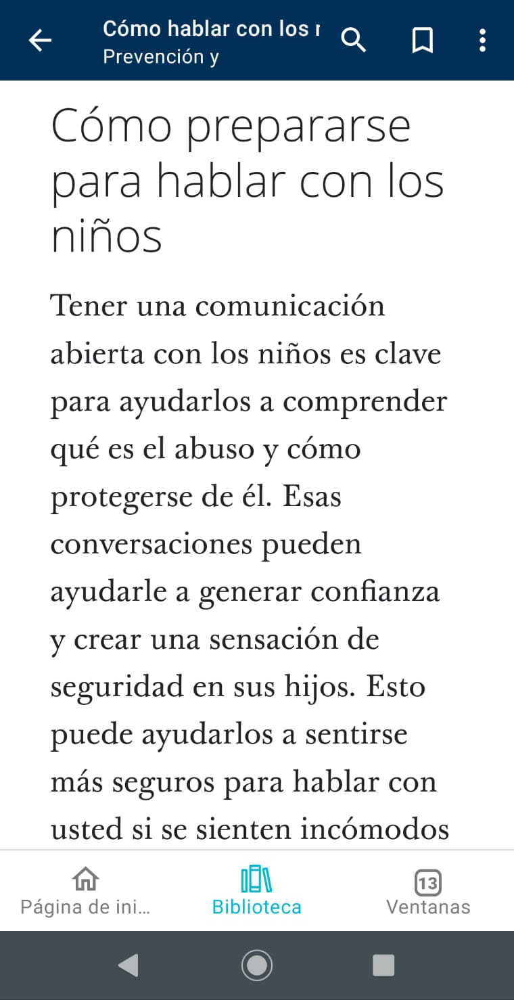 Cómo hablar con los
Prevención y
Cómo prepararse
para hablar con los
niños
Tener una comunicación
abierta con los niños es clave
para ayudarlos a comprender
qué es el abuso y cómo
protegerse de él. Esas
conversaciones pueden
ayudarle a generar confianza
y crear una sensación de
seguridad en sus hijos. Esto
puede ayudarlos a sentirse
más seguros para hablar con
usted si se sienten incómodos
13
Página de ini...
Biblioteca
Ventanas